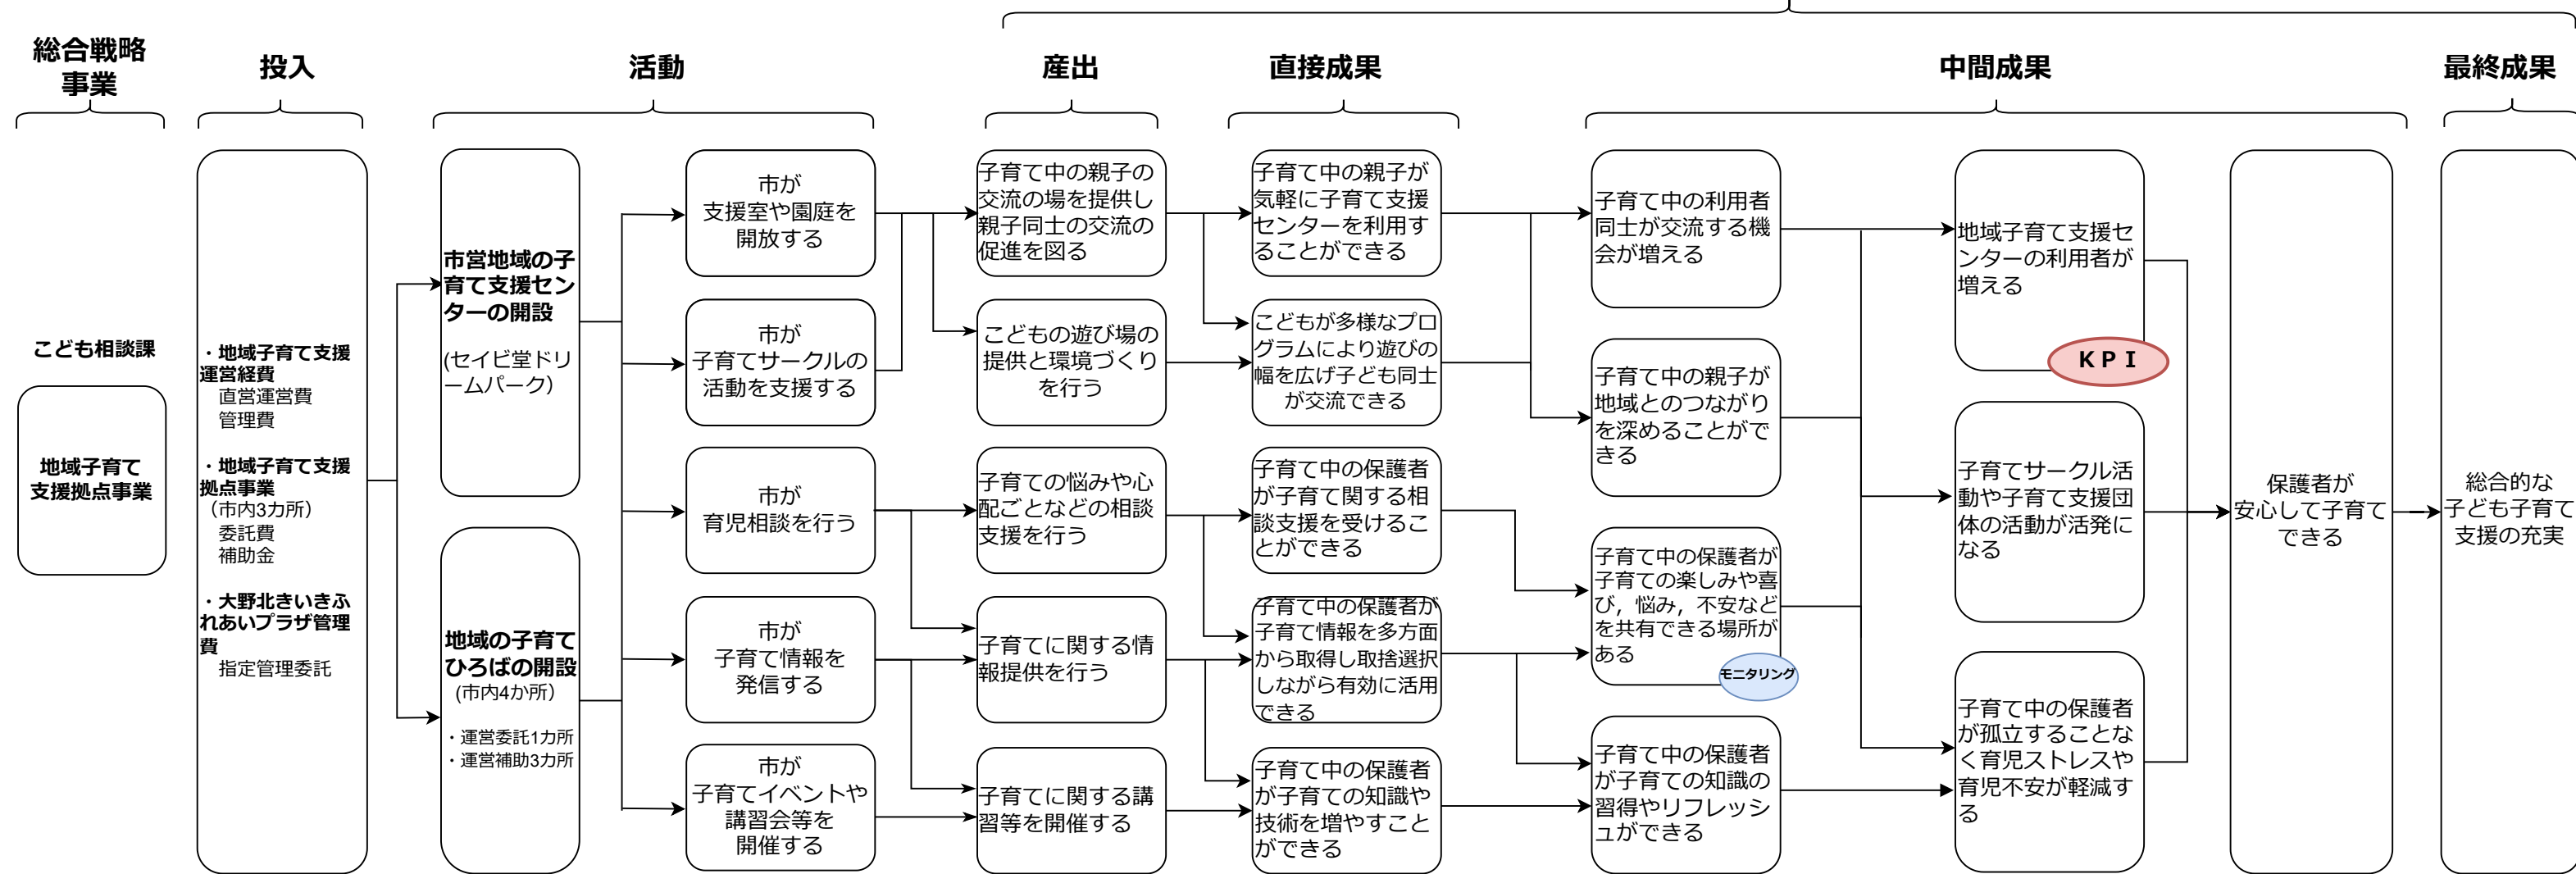 総合戦略
事業
投入
活動
産出
直接成果
中間成果
最終成果
こども相談課
地域子育て
支援拠点事業
・地域子育て支援
運営経費
直営運営費
管理費
・地域子育て支援
拠点事業
（市内3カ所）
委託費
補助金
・大野北きいきふ
れあいプラザ管理
費
指定管理委託
市営地域の子
育て支援セン
ターの開設
(セイビ堂ドリ
ームパーク）
地域の子育て
ひろばの開設
(市内4か所）
・運営委託1カ所
・運営補助3カ所
市が
支援室や園庭を
開放する
市が
子育てサークルの
活動を支援する
市が
育児相談を行う
市が
子育て情報を
発信する
市が
子育てイベントや
講習会等を
開催する
子育て中の親子の
交流の場を提供し
親子同士の交流の
促進を図る
こどもの遊び場の
提供と環境づくり
を行う
子育ての悩みや心
配ごとなどの相談
支援を行う
子育てに関する情
報提供を行う
子育てに関する講
習等を開催する
子育て中の親子が
気軽に子育て支援
センターを利用す
ることができる
こどもが多様なプロ
グラムにより遊びの
幅を広げ子ども同士
が交流できる
子育て中の保護者
が子育て関する相
談支援を受けるこ
とができる
子育て中の保護者が
子育て情報を多方面
から取得し取捨選択
しながら有効に活用
できる
子育て中の保護者
が子育ての知識や
技術を増やすこと
ができる
子育て中の利用者
同士が交流する機
会が増える
子育て中の親子が
地域とのつながり
を深めることがで
きる
子育て中の保護者が
子育ての楽しみや喜
び，悩み，不安など
を共有できる場所が
ある
モニタリング
子育て中の保護者
が子育ての知識の
習得やリフレッシ
ュができる
地域子育て支援セ
ンターの利用者が
増える
ＫＰＩ
子育てサークル活
動や子育て支援団
体の活動が活発に
なる
子育て中の保護者
が孤立することな
く育児ストレスや
育児不安が軽減す
る
保護者が
安心して子育て
できる
総合的な
子ども子育て
支援の充実